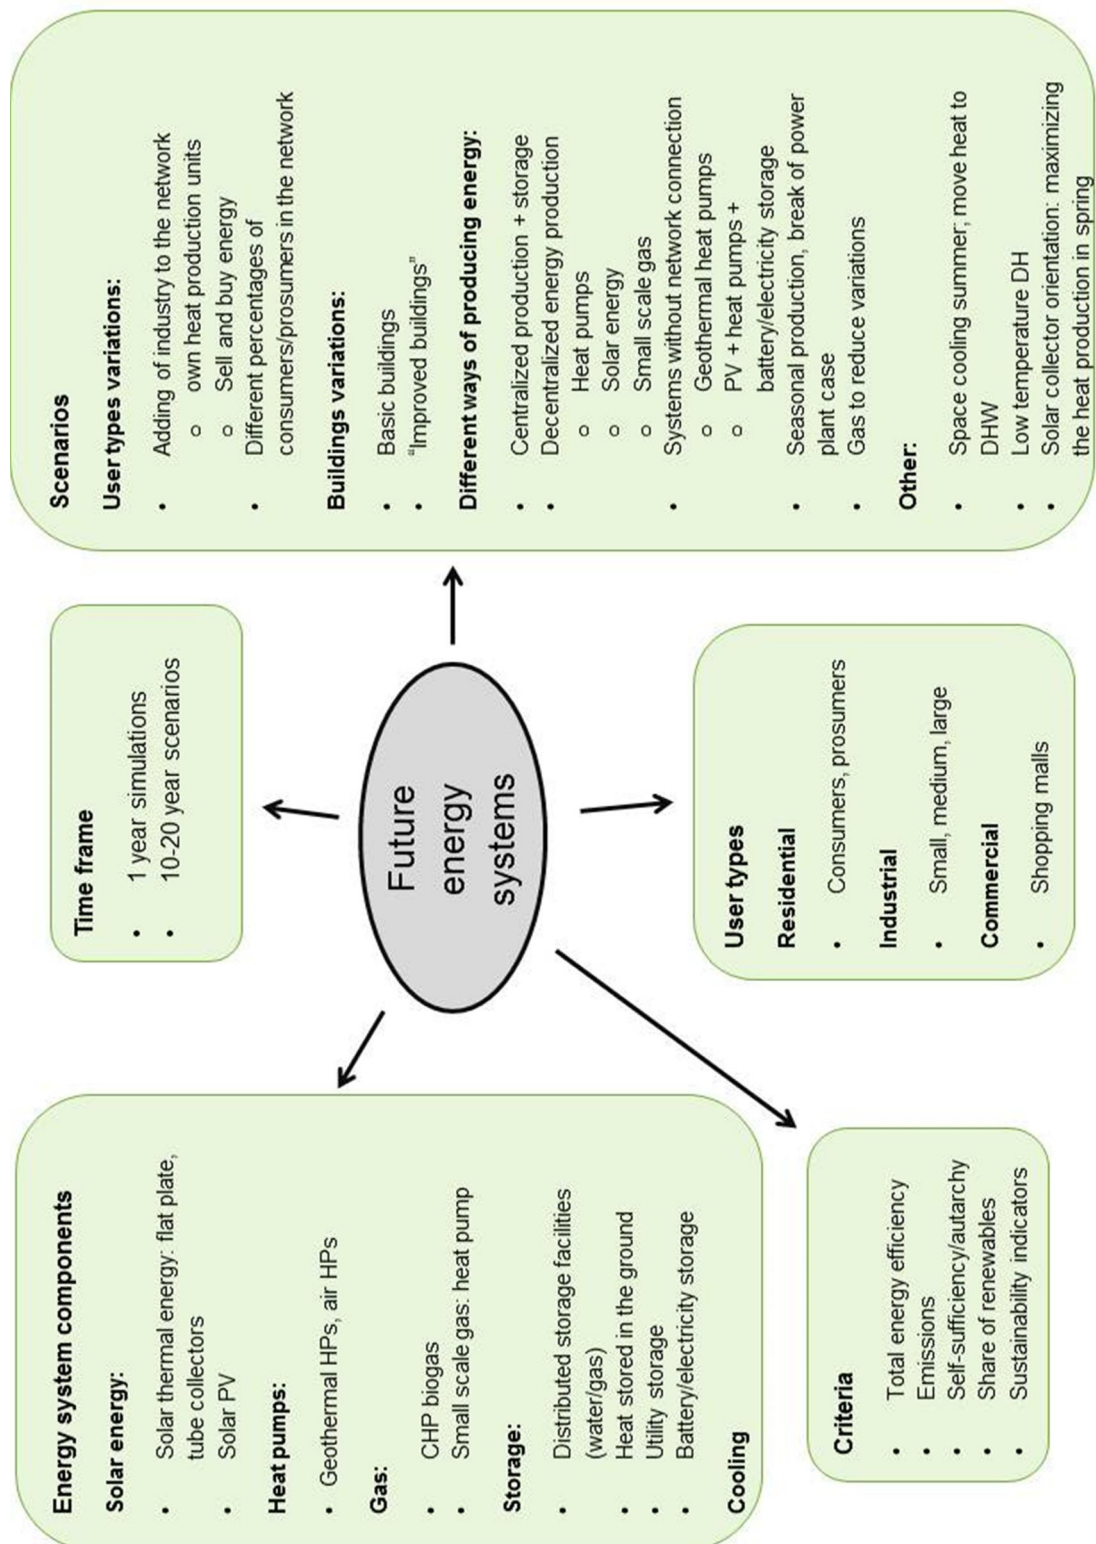 Energy system components
Solar energy:
• Solar thermal energy: flat plate,
tube collectors
• Solar PV
Heat pumps:
• Geothermal HPs, air HPs
Gas:
• CHP biogas
• Small scale gas: heat pump
Storage:
• Distributed storage facilities
(water/gas)
• Heat stored in the ground
• Utility storage
• Battery/electricity storage
Cooling
Time frame
• 1 year simulations
• 10-20 year scenarios
Future
energy
systems
Criteria
• Total energy efficiency
• Emissions
• Self-sufficiency/autarchy
• Share of renewables
• Sustainability indicators
User types
Residential
• Consumers, prosumers
Industrial
• Small, medium, large
Commercial
• Shopping malls
Scenarios
User types variations:
• Adding of industry to the network
o own heat production units
o Sell and buy energy
• Different percentages of
consumers/prosumers in the network
Buildings variations:
• Basic buildings
• “Improved buildings”
Different ways of producing energy:
• Centralized production + storage
• Decentralized energy production
o Heat pumps
o Solar energy
o Small scale gas
• Systems without network connection
o Geothermal heat pumps
o PV + heat pumps +
battery/electricity storage
• Seasonal production, break of power
plant case
• Gas to reduce variations
Other:
• Space cooling summer; move heat to
DHW
• Low temperature DH
• Solar collector orientation: maximizing
the heat production in spring